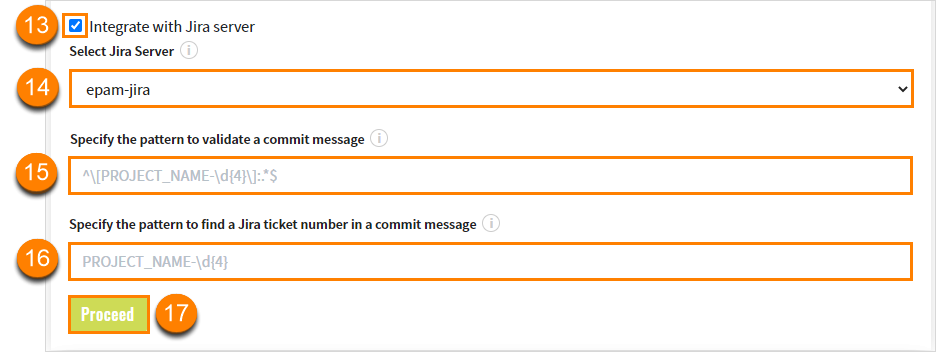 13 Integrate with Jira server
Select Jira Server i
14 epam-jira
Specify the pattern to validate a commit message i
15 ^\[PROJECT_NAME-\d{4}\]:.*$
Specify the pattern to find a Jira ticket number in a commit message i
16 PROJECT_NAME-\d{4}
Proceed 17